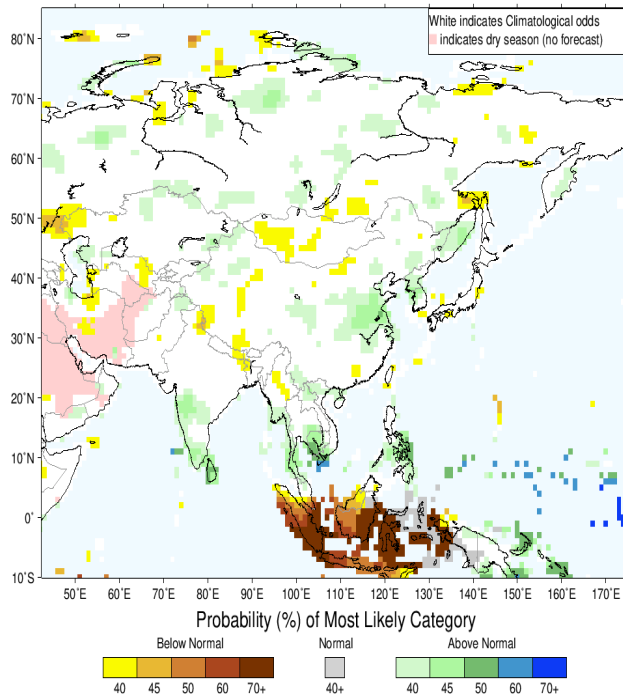 White indicates Climatological odds
indicates dry season (no forecast)
80°N
70°N
60°N
50°N
40°N
30°N
20°N
10°N
0°
10°S
50°E 60°E 70°E 80°E 90°E 100°E 110°E 120°E 130°E 140°E 150°E 160°E 170°E
Probability (%) of Most Likely Category
Below Normal Normal Above Normal
40 45 50 60 70+ 40+ 40 45 50 60 70+